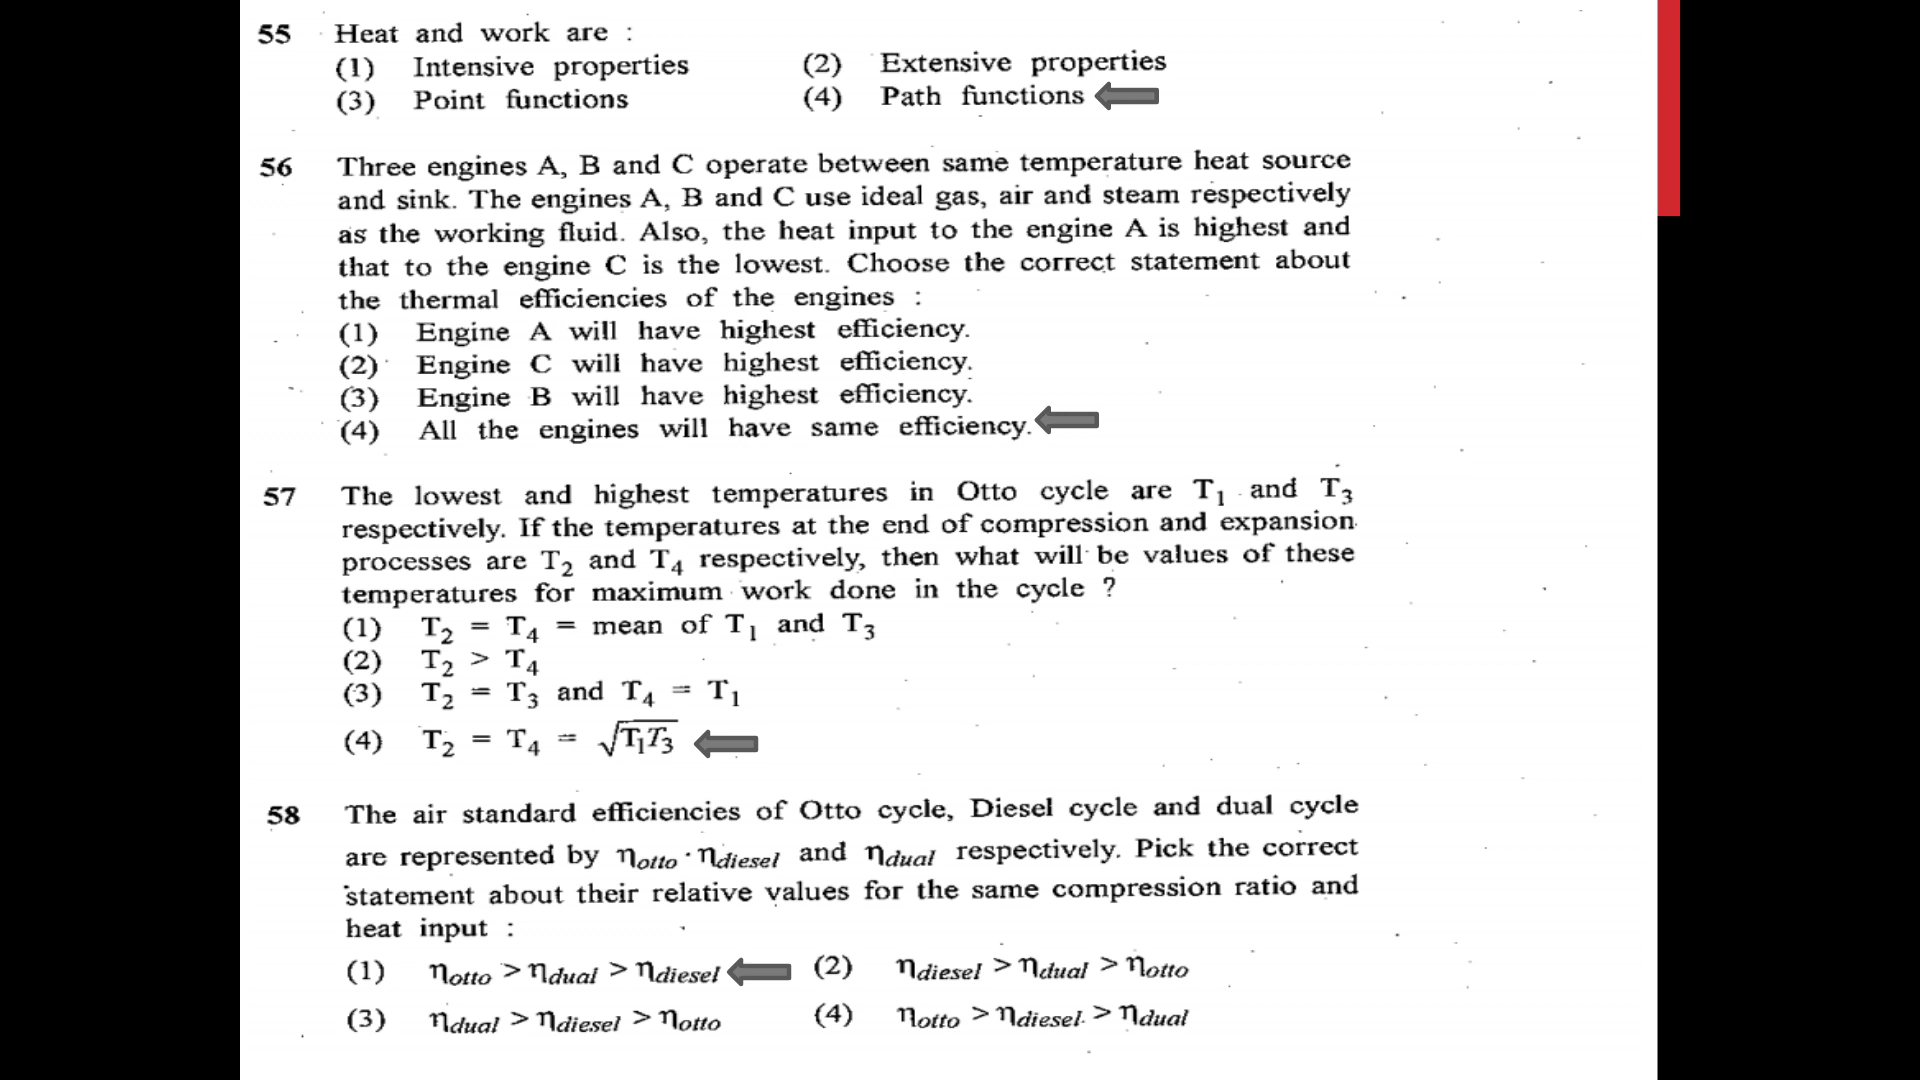 55 Heat and work are :
(1) Intensive properties (2) Extensive properties
(3) Point functions (4) Path functions
56 Three engines A, B and C operate between same temperature heat source
and sink. The engines A, B and C use ideal gas, air and steam respectively
as the working fluid. Also, the heat input to the engine A is highest and
that to the engine C is the lowest. Choose the correct statement about
the thermal efficiencies of the engines :
(1) Engine A will have highest efficiency.
(2) Engine C will have highest efficiency.
(3) Engine B will have highest efficiency.
(4) All the engines will have same efficiency.
57 The lowest and highest temperatures in Otto cycle are T₁ and T₃
respectively. If the temperatures at the end of compression and expansion
processes are T₂ and T₄ respectively, then what will be values of these
temperatures for maximum work done in the cycle ?
(1) T₂ = T₄ = mean of T₁ and T₃
(2) T₂ > T₄
(3) T₂ = T₃ and T₄ = T₁
(4) T₂ = T₄ = √T₁T₃
58 The air standard efficiencies of Otto cycle, Diesel cycle and dual cycle
are represented by ηotto · ηdiesel and ηdual respectively. Pick the correct
statement about their relative values for the same compression ratio and
heat input :
(1) ηotto > ηdual > ηdiesel (2) ηdiesel > ηdual > ηotto
(3) ηdual > ηdiesel > ηotto (4) ηotto > ηdiesel > ηdual